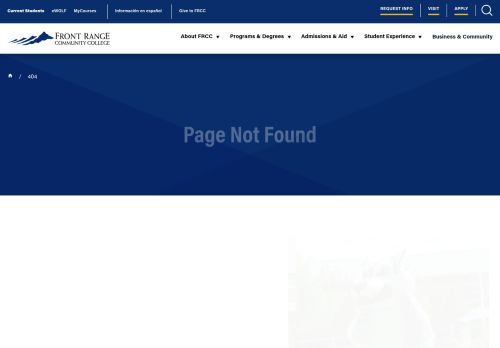 Current Students eWOLF MyCourses Información en español Give to FRCC REQUEST INFO VISIT APPLY
FRONT RANGE
COMMUNITY COLLEGE
About FRCC Programs & Degrees Admissions & Aid Student Experience Business & Community
/ 404
Page Not Found